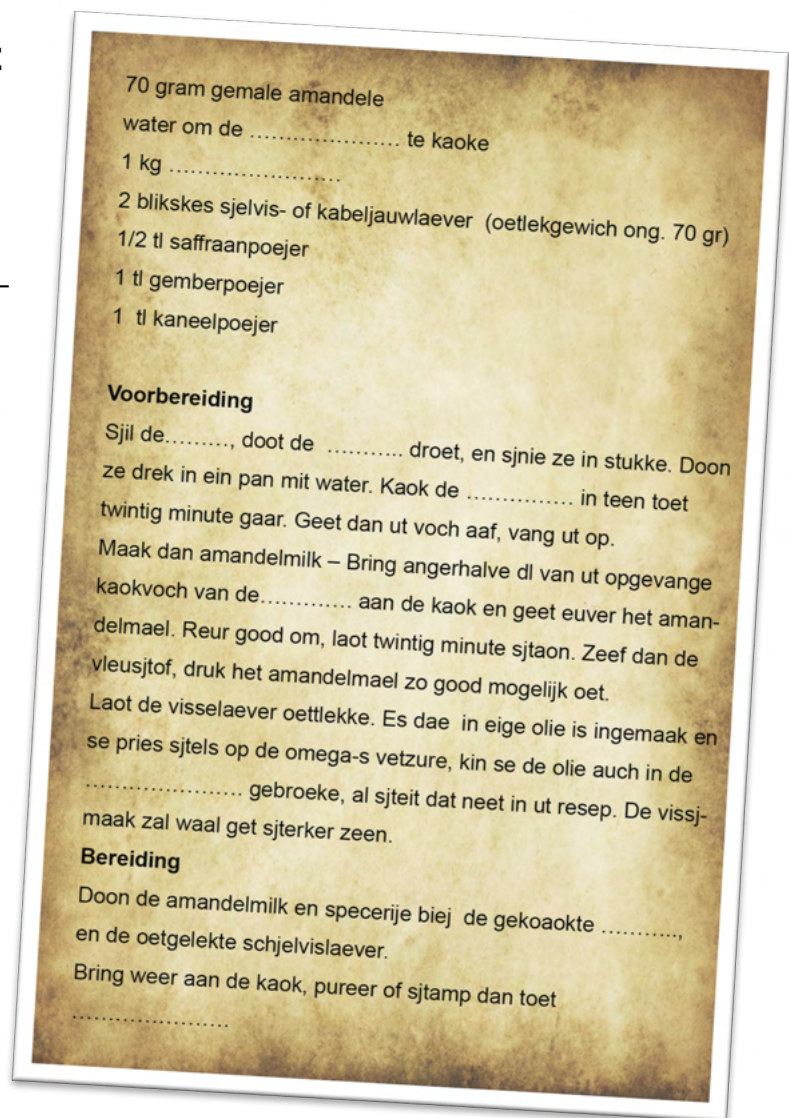 70 gram gemale amandele
water om de ………………… te kaoke
1 kg ……………………
2 blikskes sjelvis- of kabeljauwlaever (oetlekgewich ong. 70 gr)
1/2 tl saffraanpoejer
1 tl gemberpoejer
1 tl kaneelpoejer
Voorbereiding
Sjil de………, doot de ……….. droet, en sjnie ze in stukke. Doon
ze drek in ein pan mit water. Kaok de …………… in teen toet
twintig minute gaar. Geet dan ut voch aaf, vang ut op.
Maak dan amandelmilk – Bring angerhalve dl van ut opgevange
kaokvoch van de…………. aan de kaok en geet euver het aman-
delmael. Reur good om, laot twintig minute sjtaon. Zeef dan de
vleusjtof, druk het amandelmael zo good mogelijk oet.
Laot de visselaever oettlekke. Es dae in eige olie is ingemaak en
se pries sjtels op de omega-s vetzure, kin se de olie auch in de
…………………. gebroeke, al sjteit dat neet in ut resep. De vissj-
maak zal waal get sjterker zeen.
Bereiding
Doon de amandelmilk en specerije biej de gekoaokte ……….,
en de oetgelekte schjelvislaever.
Bring weer aan de kaok, pureer of sjtamp dan toet
………………….